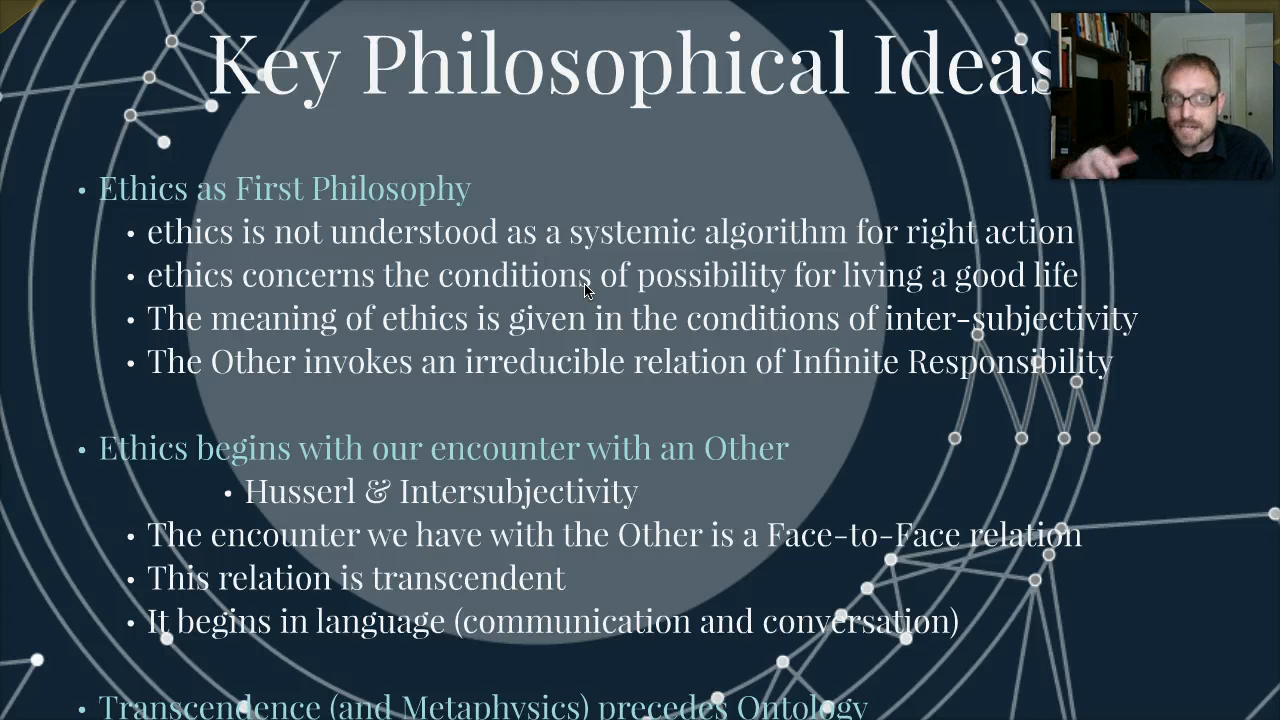 Key Philosophical Ideas
• Ethics as First Philosophy
• ethics is not understood as a systemic algorithm for right action
• ethics concerns the conditions of possibility for living a good life
• The meaning of ethics is given in the conditions of inter-subjectivity
• The Other invokes an irreducible relation of Infinite Responsibility
• Ethics begins with our encounter with an Other
• Husserl & Intersubjectivity
• The encounter we have with the Other is a Face-to-Face relation
• This relation is transcendent
• It begins in language (communication and conversation)
• Transcendence (and Metaphysics) precedes Ontology